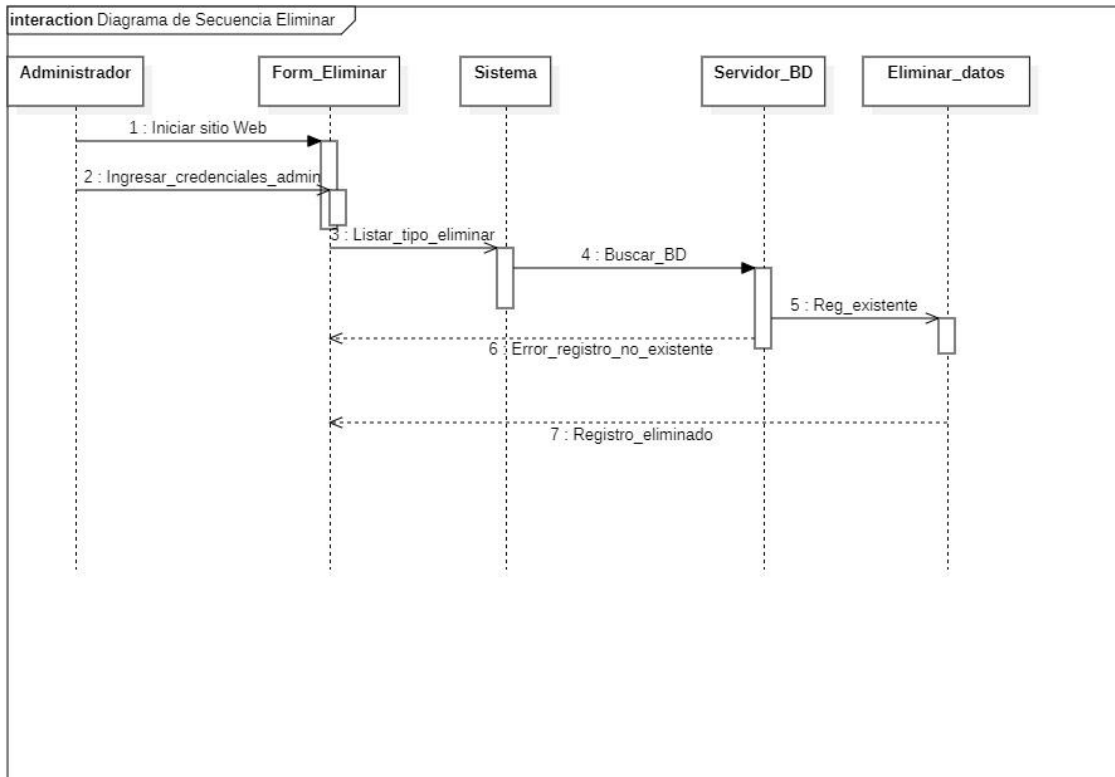 interaction Diagrama de Secuencia Eliminar
Administrador
Form_Eliminar
Sistema
Servidor_BD
Eliminar_datos
1 : Iniciar sitio Web
2 : Ingresar_credenciales_admin
3 : Listar_tipo_eliminar
4 : Buscar_BD
5 : Reg_existente
6 : Error_registro_no_existente
7 : Registro_eliminado